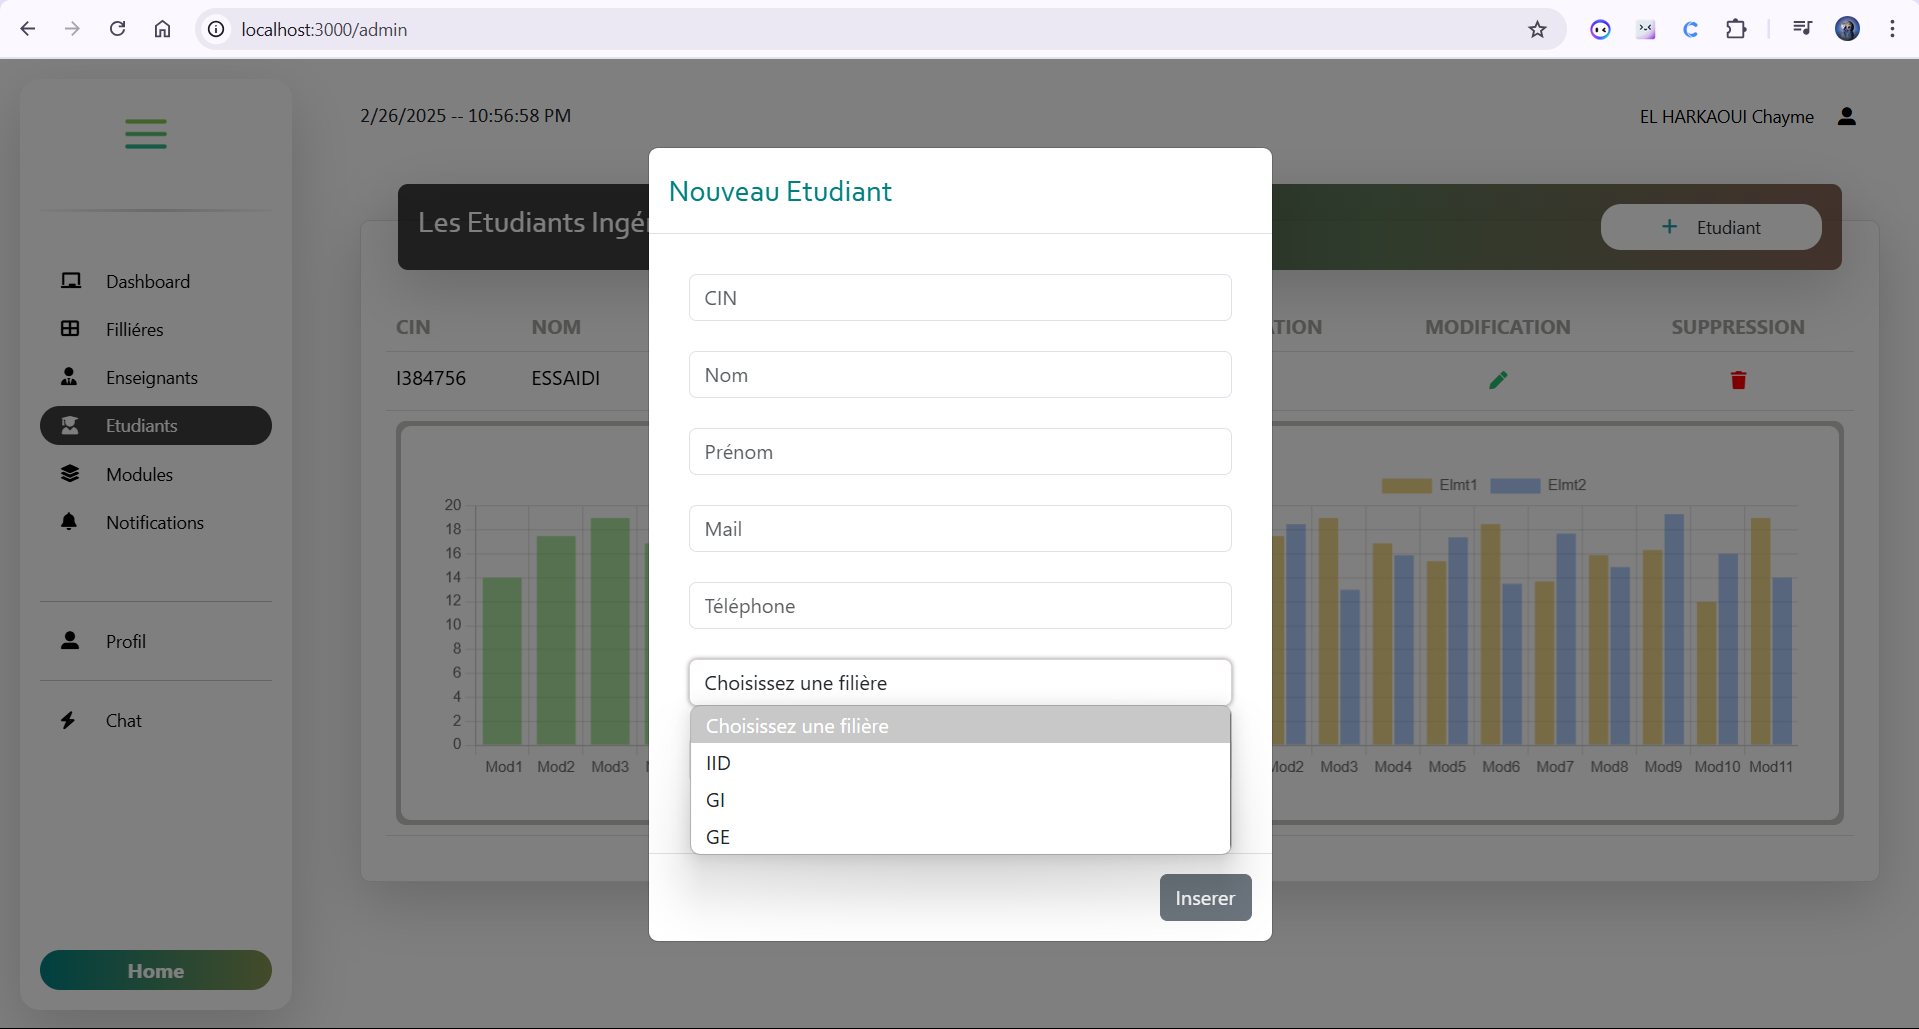 localhost:3000/admin
2/26/2025 -- 10:56:58 PM
EL HARKAOUI Chayme
Dashboard
Filliéres
Enseignants
Etudiants
Modules
Notifications
Profil
Chat
Home
Les Etudiants
Etudiant
CIN NOM MODIFICATION SUPPRESSION
I384756 ESSAIDI
20
18
16
14
12
10
8
6
4
2
0
Mod1 Mod2 Mod3
Nouveau Etudiant
CIN
Nom
Prénom
Mail
Téléphone
Choisissez une filière
Choisissez une filière
IID
GI
GE
Inserer
Elmt1 Elmt2
Mod2 Mod3 Mod4 Mod5 Mod6 Mod7 Mod8 Mod9 Mod10 Mod11